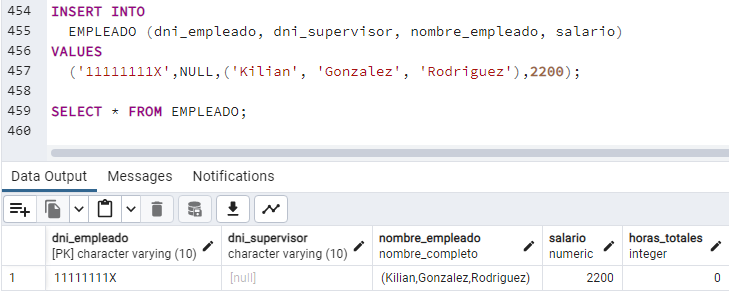 454 INSERT INTO
455 EMPLEADO (dni_empleado, dni_supervisor, nombre_empleado, salario)
456 VALUES
457 ('11111111X',NULL,('Kilian', 'Gonzalez', 'Rodriguez'),2200);
458
459 SELECT * FROM EMPLEADO;
460
Data Output Messages Notifications
dni_empleado dni_supervisor nombre_empleado salario horas_totales
[PK] character varying (10) character varying (10) nombre_completo numeric integer
1 11111111X [null] (Kilian,Gonzalez,Rodriguez) 2200 0